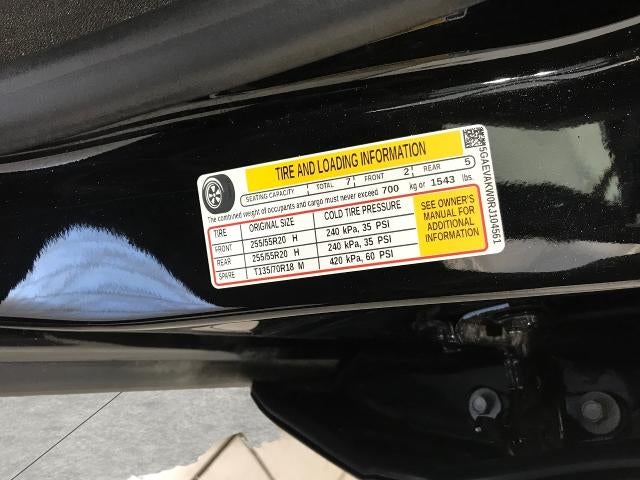 TIRE AND LOADING INFORMATION
SEATING CAPACITY TOTAL 7 FRONT 2 REAR 5
The combined weight of occupants and cargo must never exceed 700 kg or 1543 lbs.
TIRE ORIGINAL SIZE COLD TIRE PRESSURE
FRONT 255/55R20 H 240 kPa, 35 PSI
REAR 255/55R20 H 240 kPa, 35 PSI
SPARE T135/70R18 M 420 kPa, 60 PSI
SEE OWNER'S
MANUAL FOR
ADDITIONAL
INFORMATION
5GAEVAKW0RJ104561